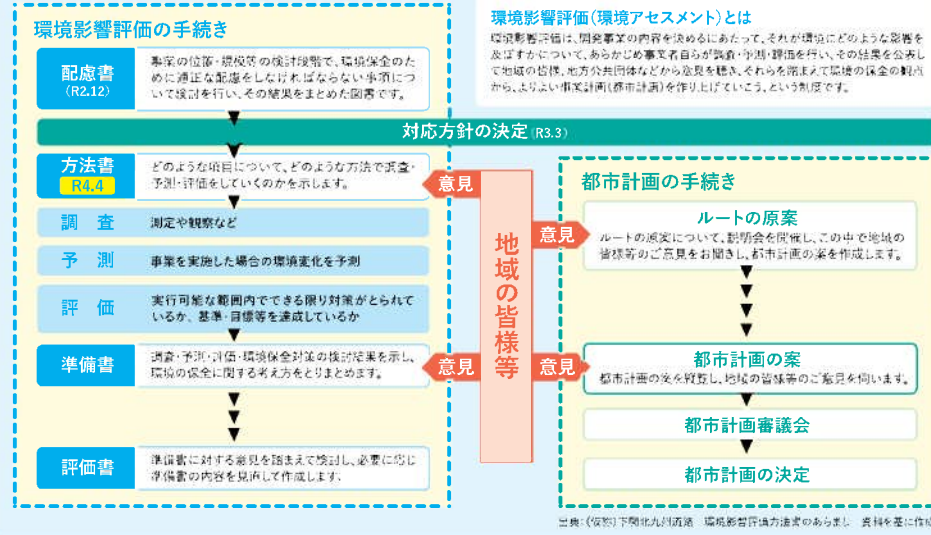 環境影響評価の手続き
配慮書
(R2.12)
事業の位置・規模等の検討段階で、環境保全のため
に適正な配慮をしなければならない事項につ
いて検討を行い、その結果をまとめた図書です。
環境影響評価(環境アセスメント)とは
環境影響評価は、開発事業の内容を決めるにあたって、それが環境にどのような影響を
及ぼすかについて、あらかじめ事業者自らが調査・予測・評価を行い、その結果を公表し
て地域の皆様、地方公共団体などから意見を聴き、それらを踏まえて環境の保全の観点
から、よりよい事業計画(都市計画)を作り上げていこう、という制度です。
対応方針の決定(R3.3)
方法書
R4.4
どのような項目について、どのような方法で調査・
予測・評価をしていくのかを示します。
調 査
測定や観察など
予 測
事業を実施した場合の環境変化を予測
評 価
実行可能な範囲内でできる限り対策がとられて
いるか、基準・目標等を達成しているか
準備書
調査・予測・評価・環境保全対策の検討結果を示し、
環境の保全に関する考え方をとりまとめます。
評価書
準備書に対する意見を踏まえて検討し、必要に応じ
準備書の内容を見直して作成します。
意見
意見
地域の皆様等
意見
意見
都市計画の手続き
ルートの原案
ルートの原案について、説明会を開催し、この中で地域の
皆様等のご意見をお聞きし、都市計画の案を作成します。
都市計画の案
都市計画の案を縦覧し、地域の皆様等のご意見を伺います。
都市計画審議会
都市計画の決定
出典:(仮称)下関北九州道路 環境影響評価方法書のあらまし 資料を基に作成